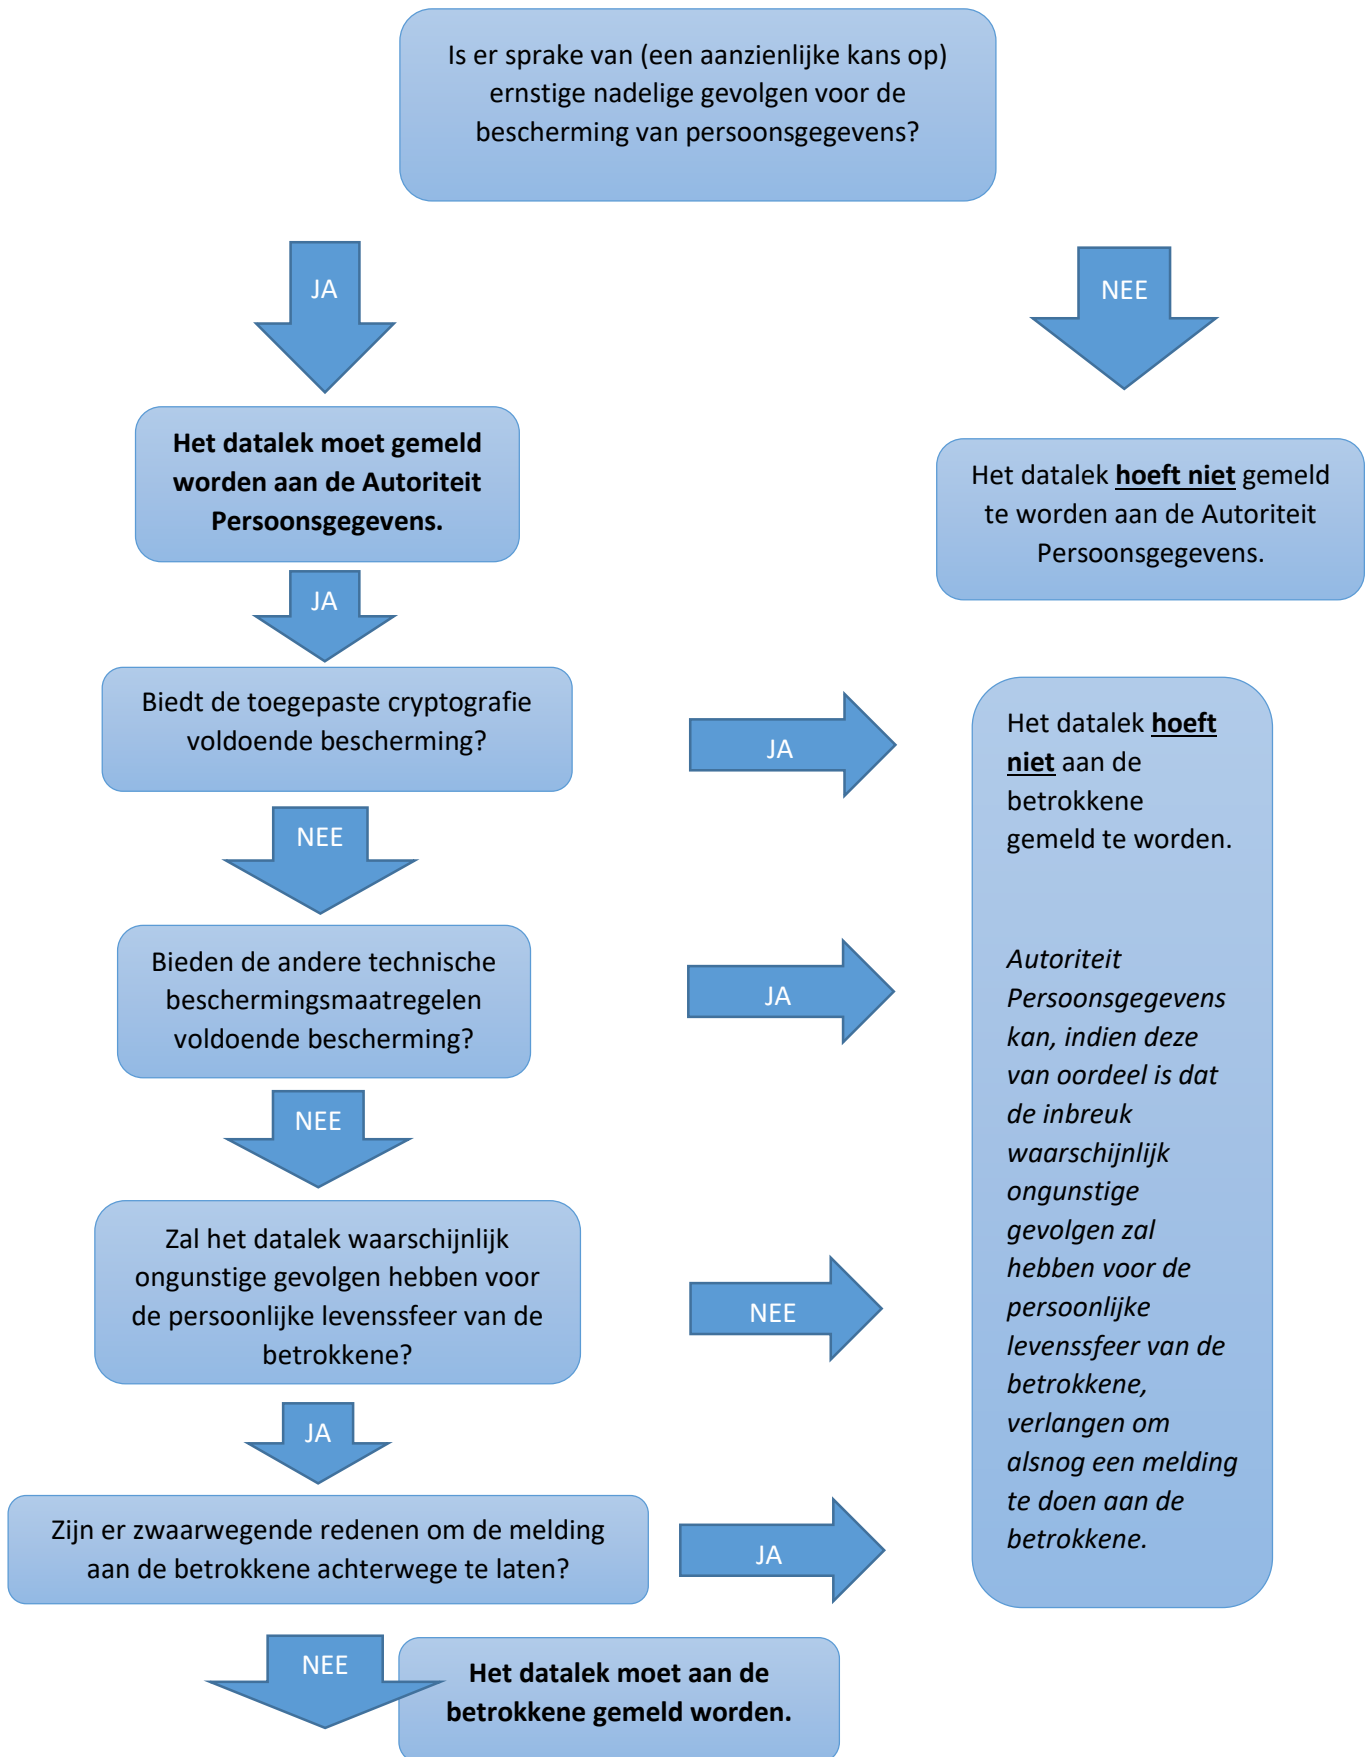 Is er sprake van (een aanzienlijke kans op)
ernstige nadelige gevolgen voor de
bescherming van persoonsgegevens?
JA
NEE
Het datalek moet gemeld
worden aan de Autoriteit
Persoonsgegevens.
Het datalek hoeft niet gemeld
te worden aan de Autoriteit
Persoonsgegevens.
JA
Biedt de toegepaste cryptografie
voldoende bescherming?
JA
NEE
Bieden de andere technische
beschermingsmaatregelen
voldoende bescherming?
JA
NEE
Zal het datalek waarschijnlijk
ongunstige gevolgen hebben voor
de persoonlijke levenssfeer van de
betrokkene?
NEE
JA
Zijn er zwaarwegende redenen om de melding
aan de betrokkene achterwege te laten?
JA
NEE
Het datalek moet aan de
betrokkene gemeld worden.
Het datalek hoeft
niet aan de
betrokkene
gemeld te worden.
Autoriteit
Persoonsgegevens
kan, indien deze
van oordeel is dat
de inbreuk
waarschijnlijk
ongunstige
gevolgen zal
hebben voor de
persoonlijke
levenssfeer van de
betrokkene,
verlangen om
alsnog een melding
te doen aan de
betrokkene.